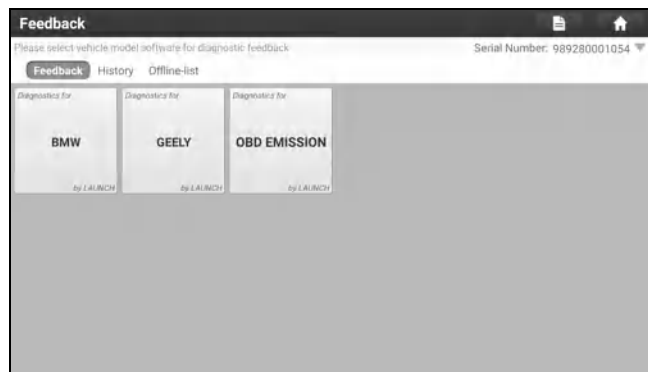 Feedback
Please select vehicle model software for diagnostic feedback
Serial Number: 989280001054
Feedback History Offline-list
Diagnostics for
BMW
by LAUNCH
Diagnostics for
GEELY
by LAUNCH
Diagnostics for
OBD EMISSION
by LAUNCH